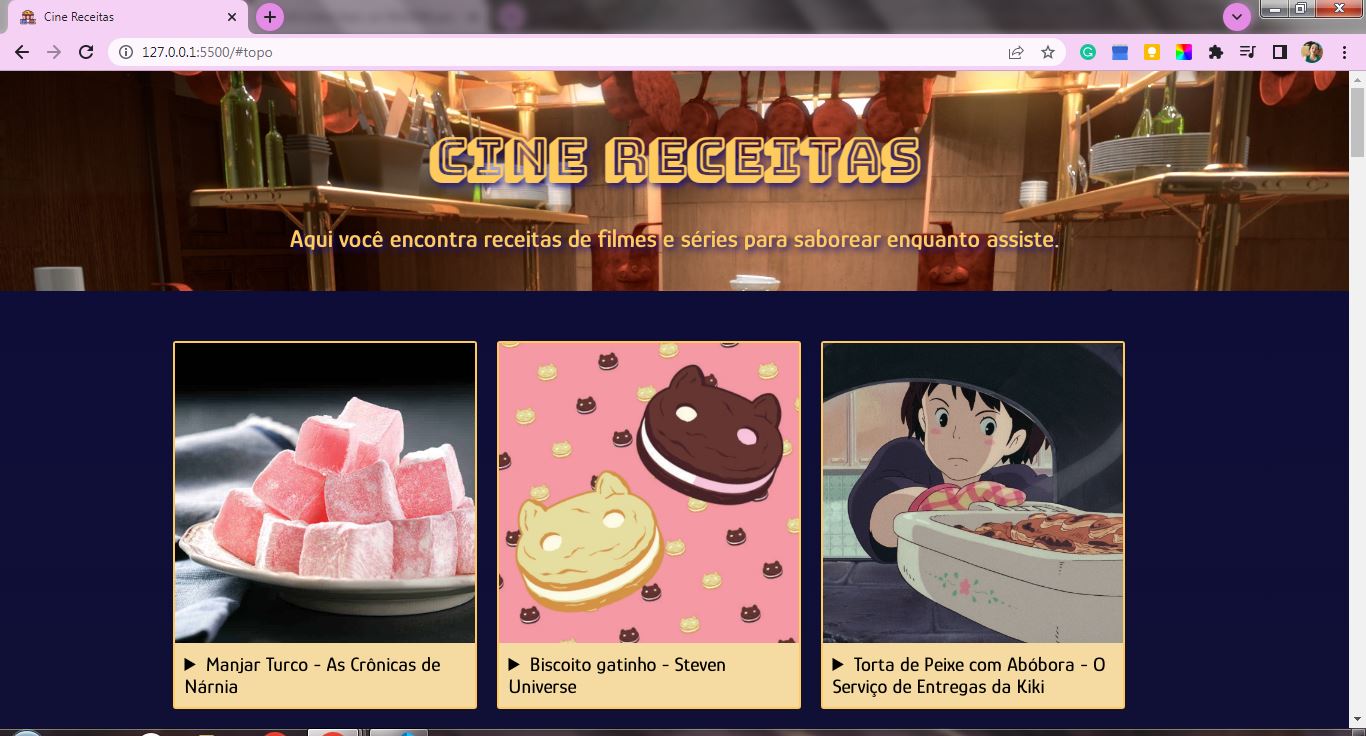 Cine Receitas
127.0.0.1:5500/#topo
CINE RECEITAS
Aqui você encontra receitas de filmes e séries para saborear enquanto assiste.
Manjar Turco - As Crônicas de
Nárnia
Biscoito gatinho - Steven
Universe
Torta de Peixe com Abóbora - O
Serviço de Entregas da Kiki